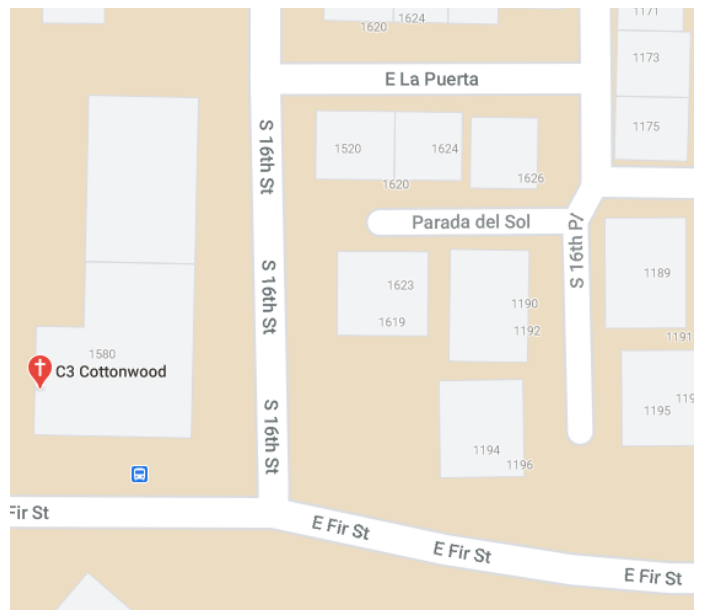 1624
1620
1171
1173
E La Puerta
1175
S 16th St
1520
1624
1620
1626
Parada del Sol
S 16th Pl
S 16th St
1623
1619
1190
1192
1189
1191
1580
C3 Cottonwood
S 16th St
1195
1194
1196
Fir St
E Fir St
E Fir St
E Fir St